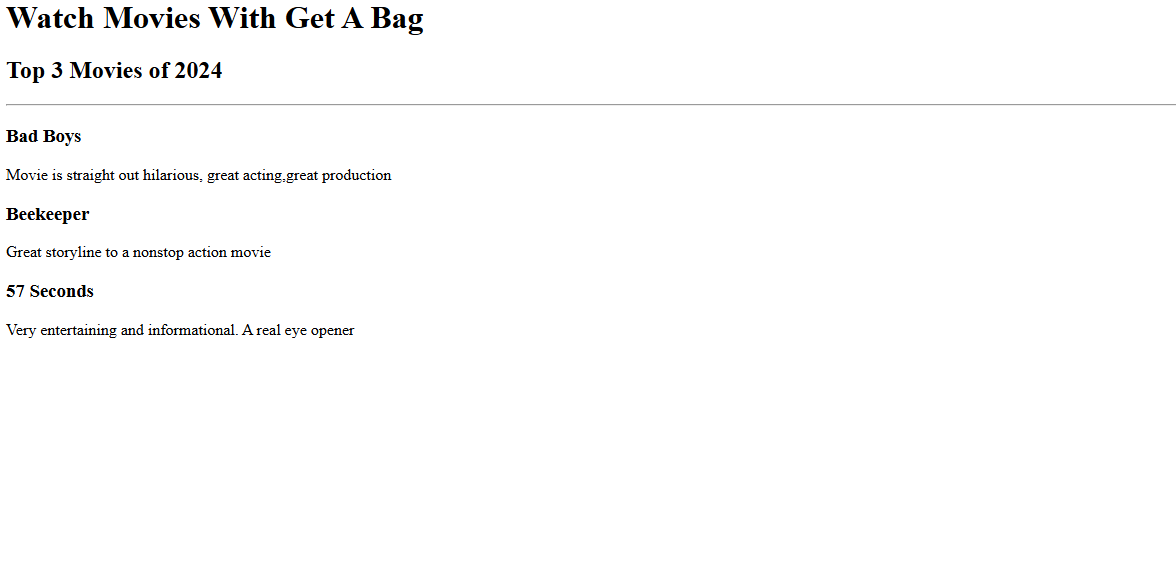 Watch Movies With Get A Bag
Top 3 Movies of 2024
Bad Boys
Movie is straight out hilarious, great acting,great production
Beekeeper
Great storyline to a nonstop action movie
57 Seconds
Very entertaining and informational. A real eye opener